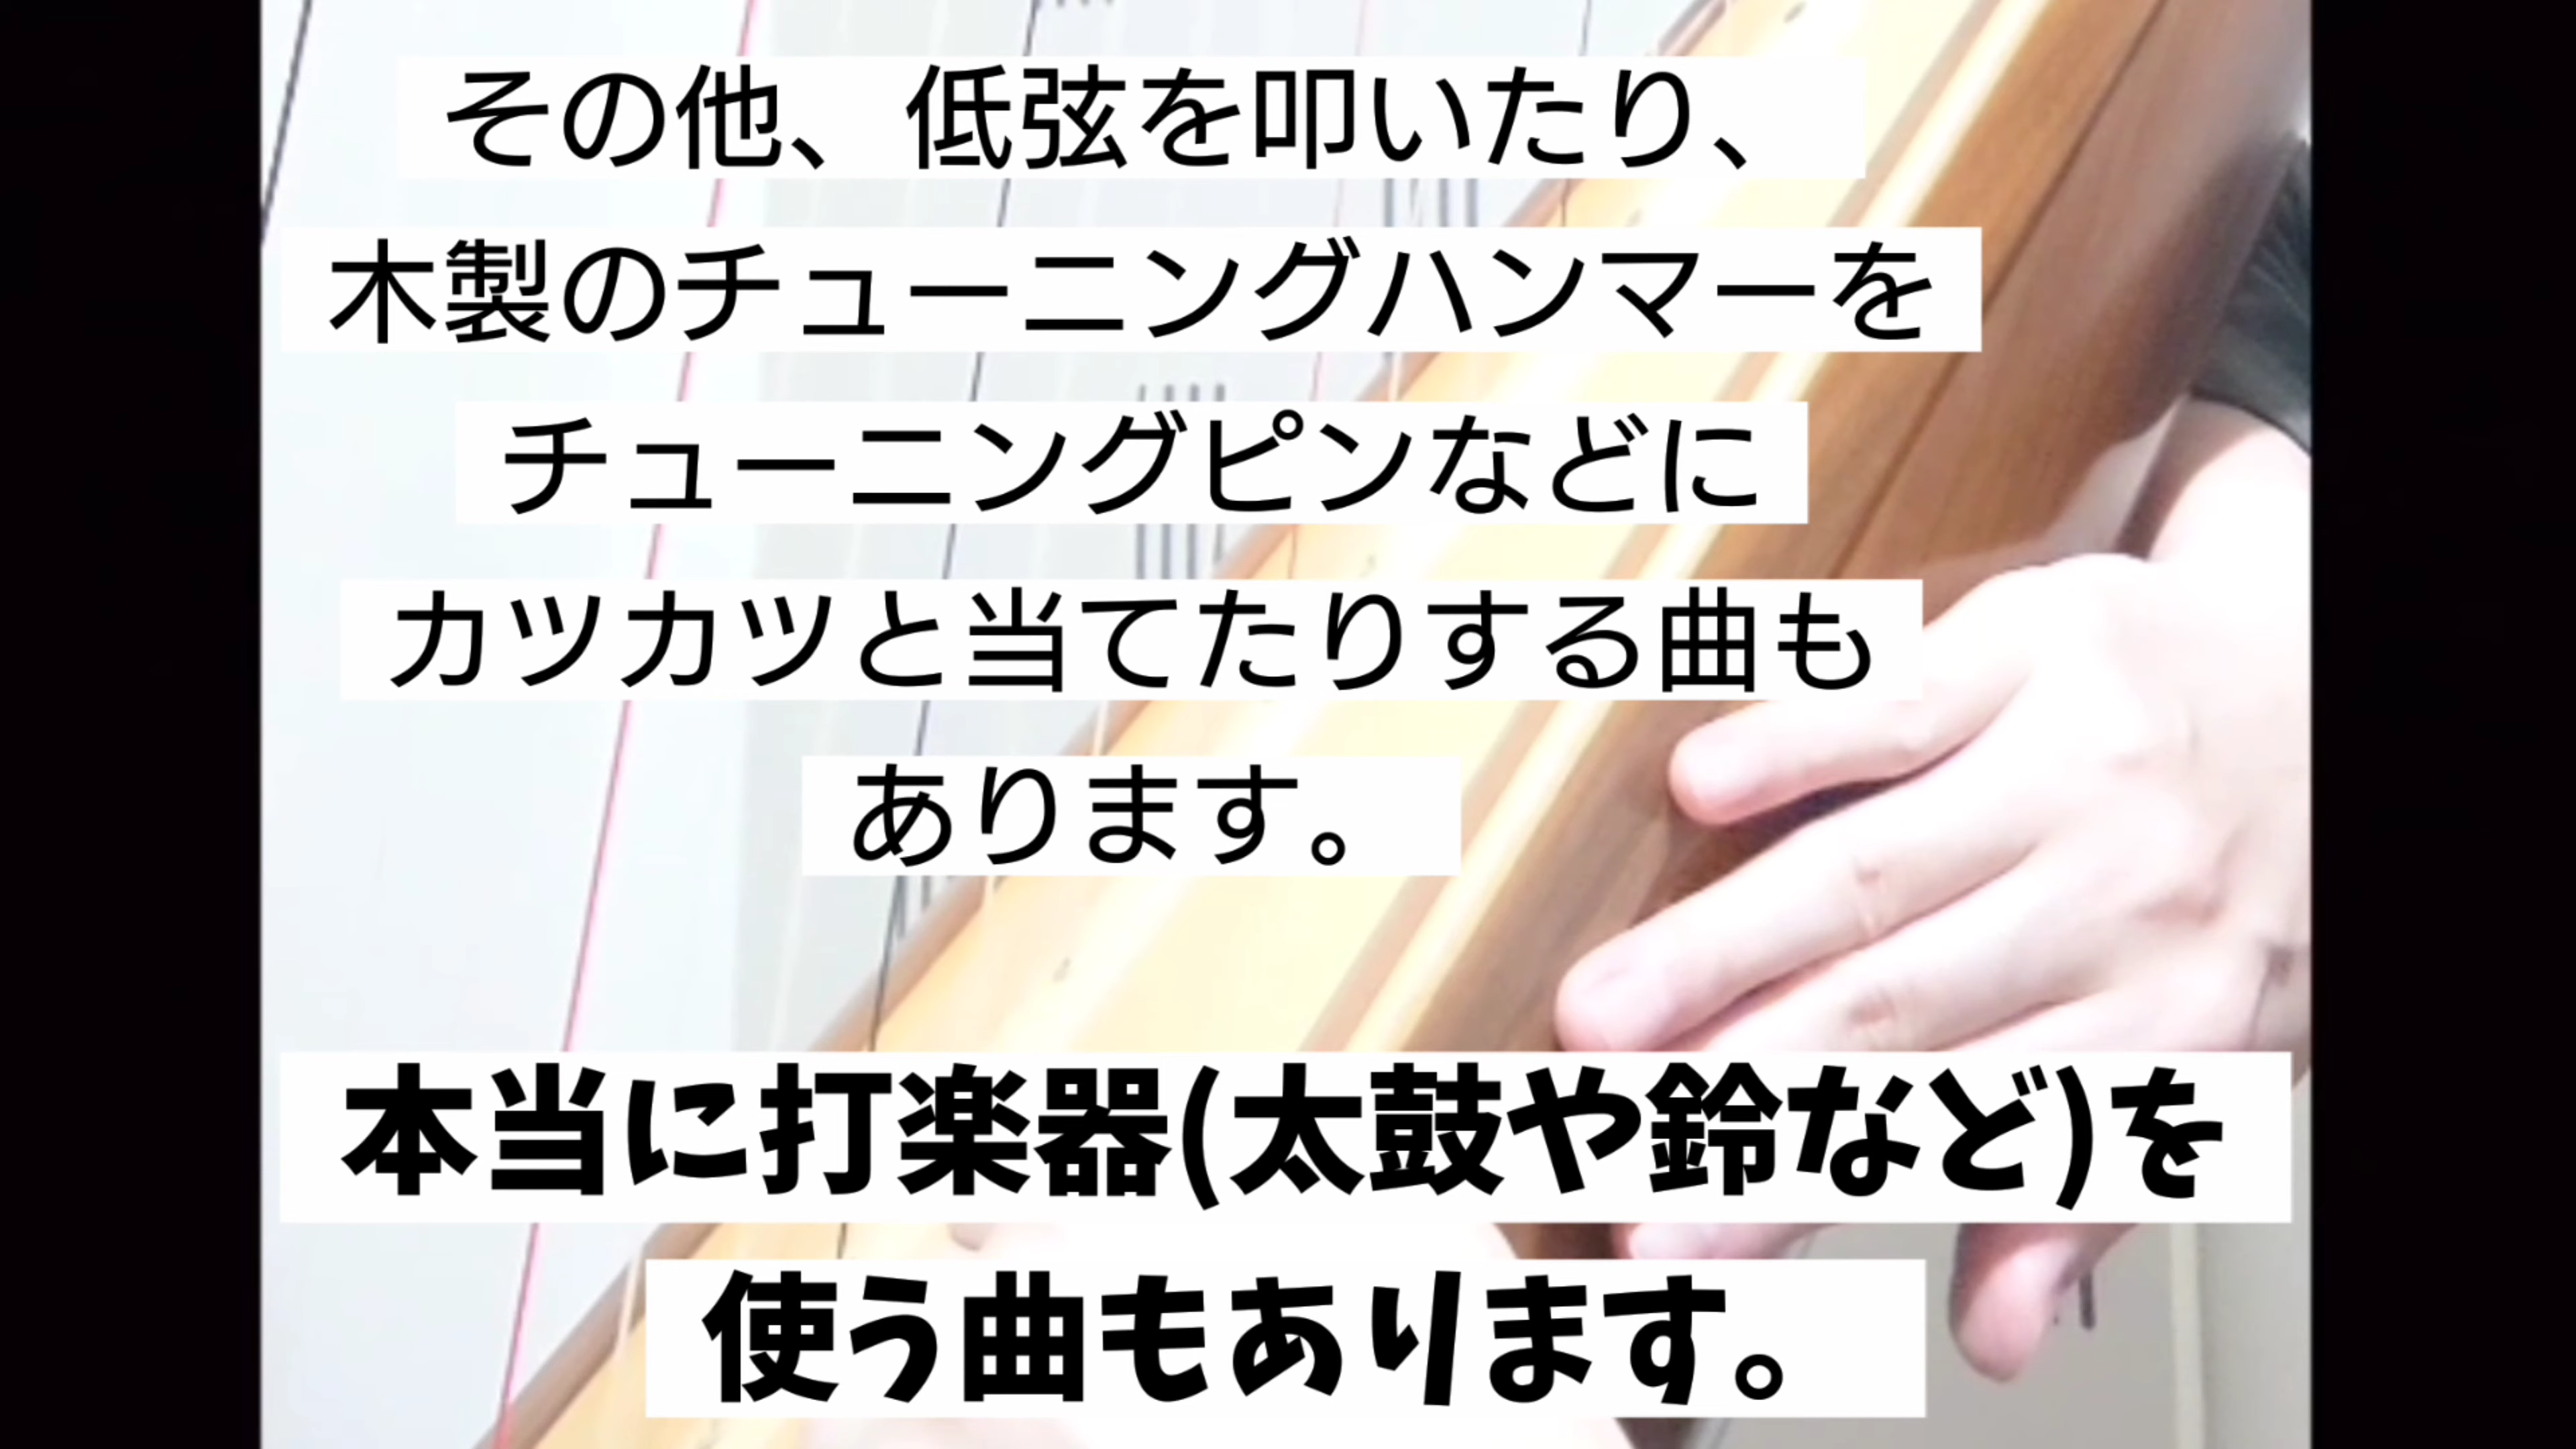 その他、低弦を叩いたり、
木製のチューニングハンマーを
チューニングピンなどに
カツカツと当てたりする曲も
あります。
本当に打楽器(太鼓や鈴など)を
使う曲もあります。